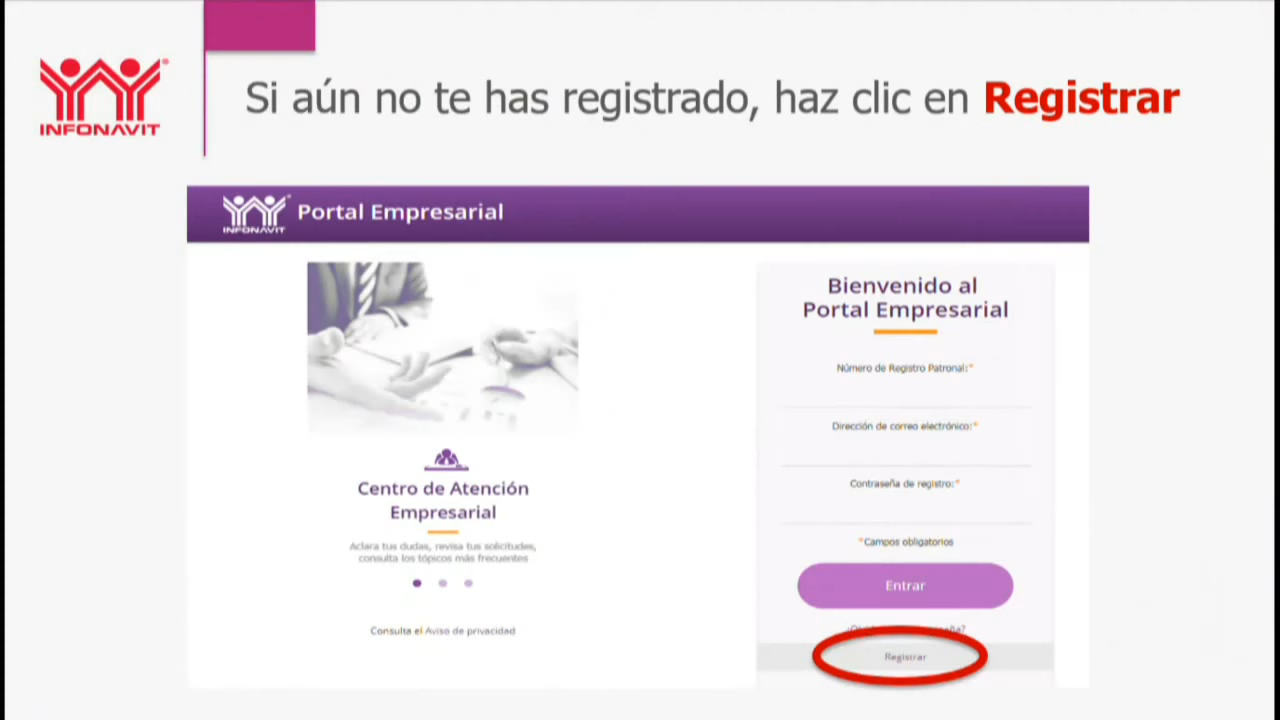 INFONAVIT
Si aún no te has registrado, haz clic en Registrar
INFONAVIT
Portal Empresarial
Centro de Atención
Empresarial
Aclara tus dudas, revisa tus solicitudes,
consulta los tópicos más frecuentes
Consulta el Aviso de privacidad
Bienvenido al
Portal Empresarial
Número de Registro Patronal:*
Dirección de correo electrónico:*
Contraseña de registro:*
*Campos obligatorios
Entrar
Registrar